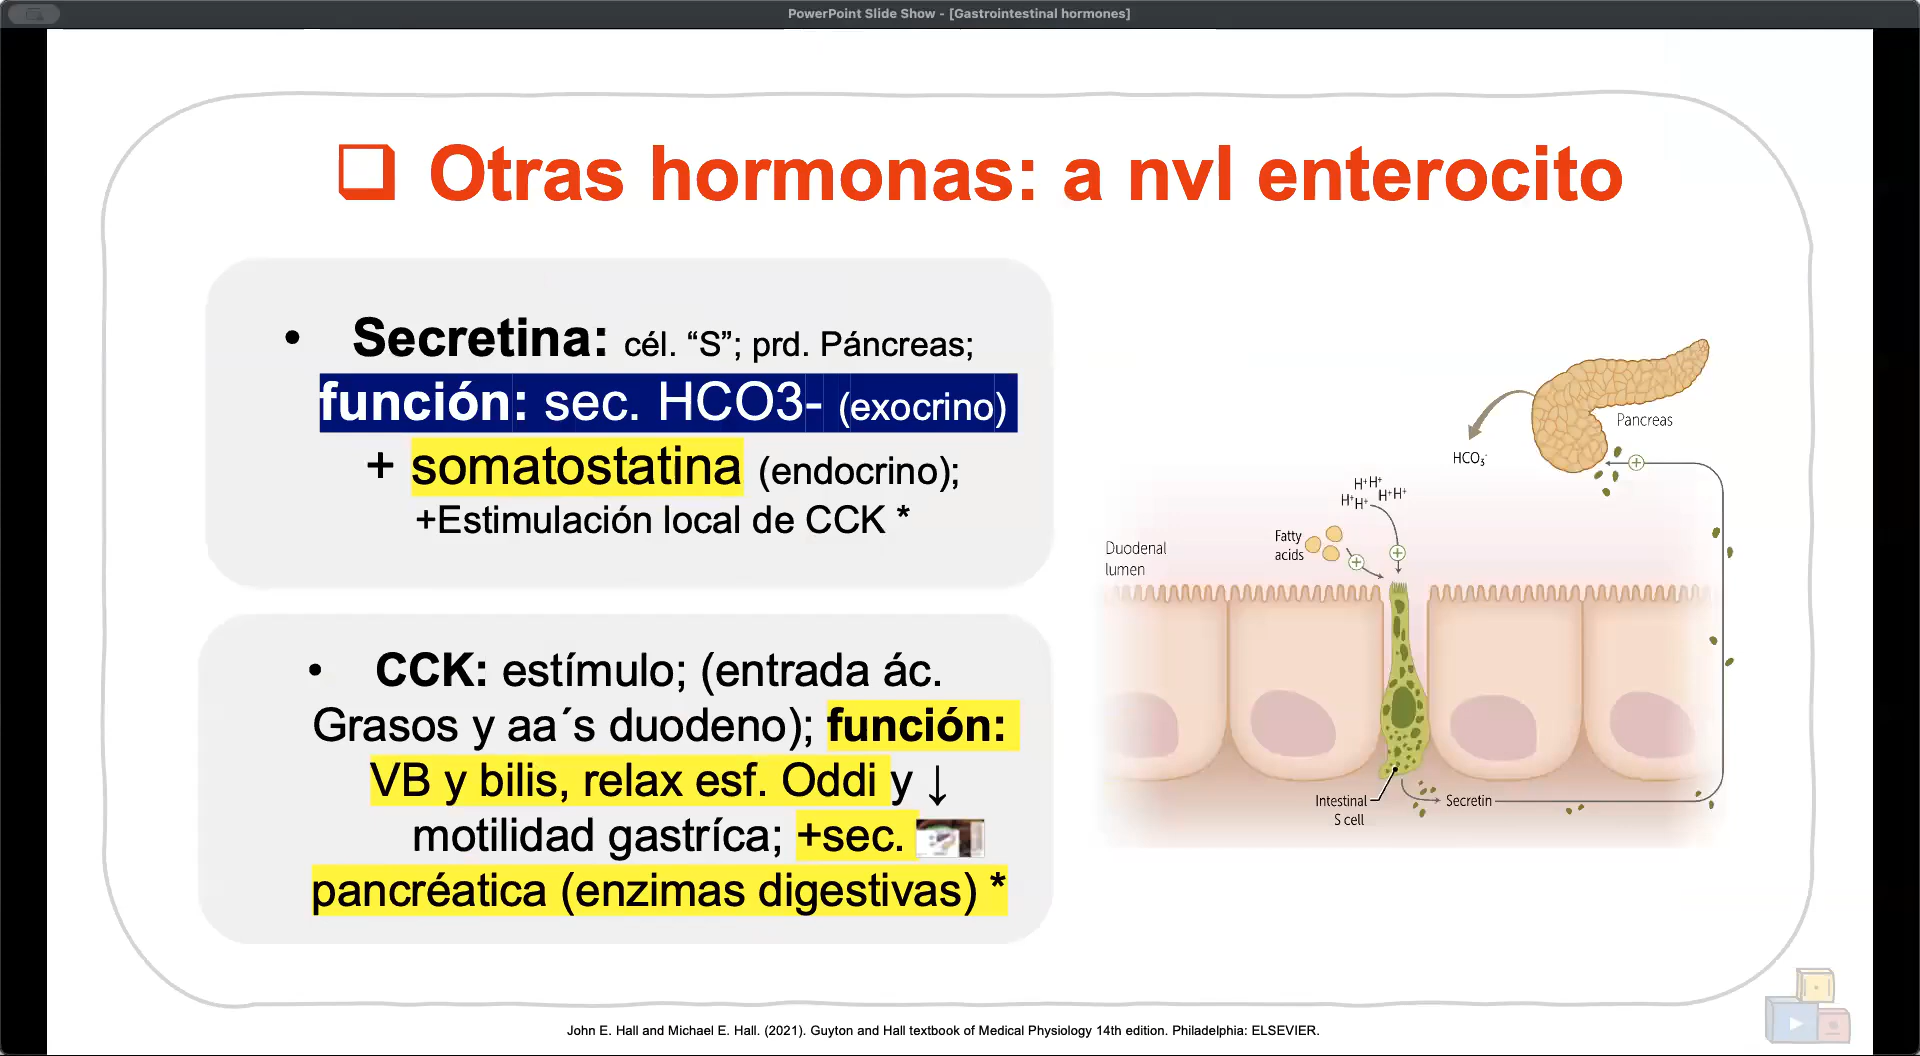 PowerPoint Slide Show - [Gastrointestinal hormones]
❑ Otras hormonas: a nvl enterocito
• Secretina: cél. “S”; prd. Páncreas;
función: sec. HCO3- (exocrino)
+ somatostatina (endocrino);
+Estimulación local de CCK *
• CCK: estímulo; (entrada ác.
Grasos y aa´s duodeno); función:
VB y bilis, relax esf. Oddi y ↓
motilidad gastríca; +sec.
pancréatica (enzimas digestivas) *
Pancreas
HCO₃⁻
H⁺H⁺
H⁺H⁺ H⁺H⁺
Fatty
acids
Duodenal
lumen
Intestinal
S cell
Secretin
John E. Hall and Michael E. Hall. (2021). Guyton and Hall textbook of Medical Physiology 14th edition. Philadelphia: ELSEVIER.